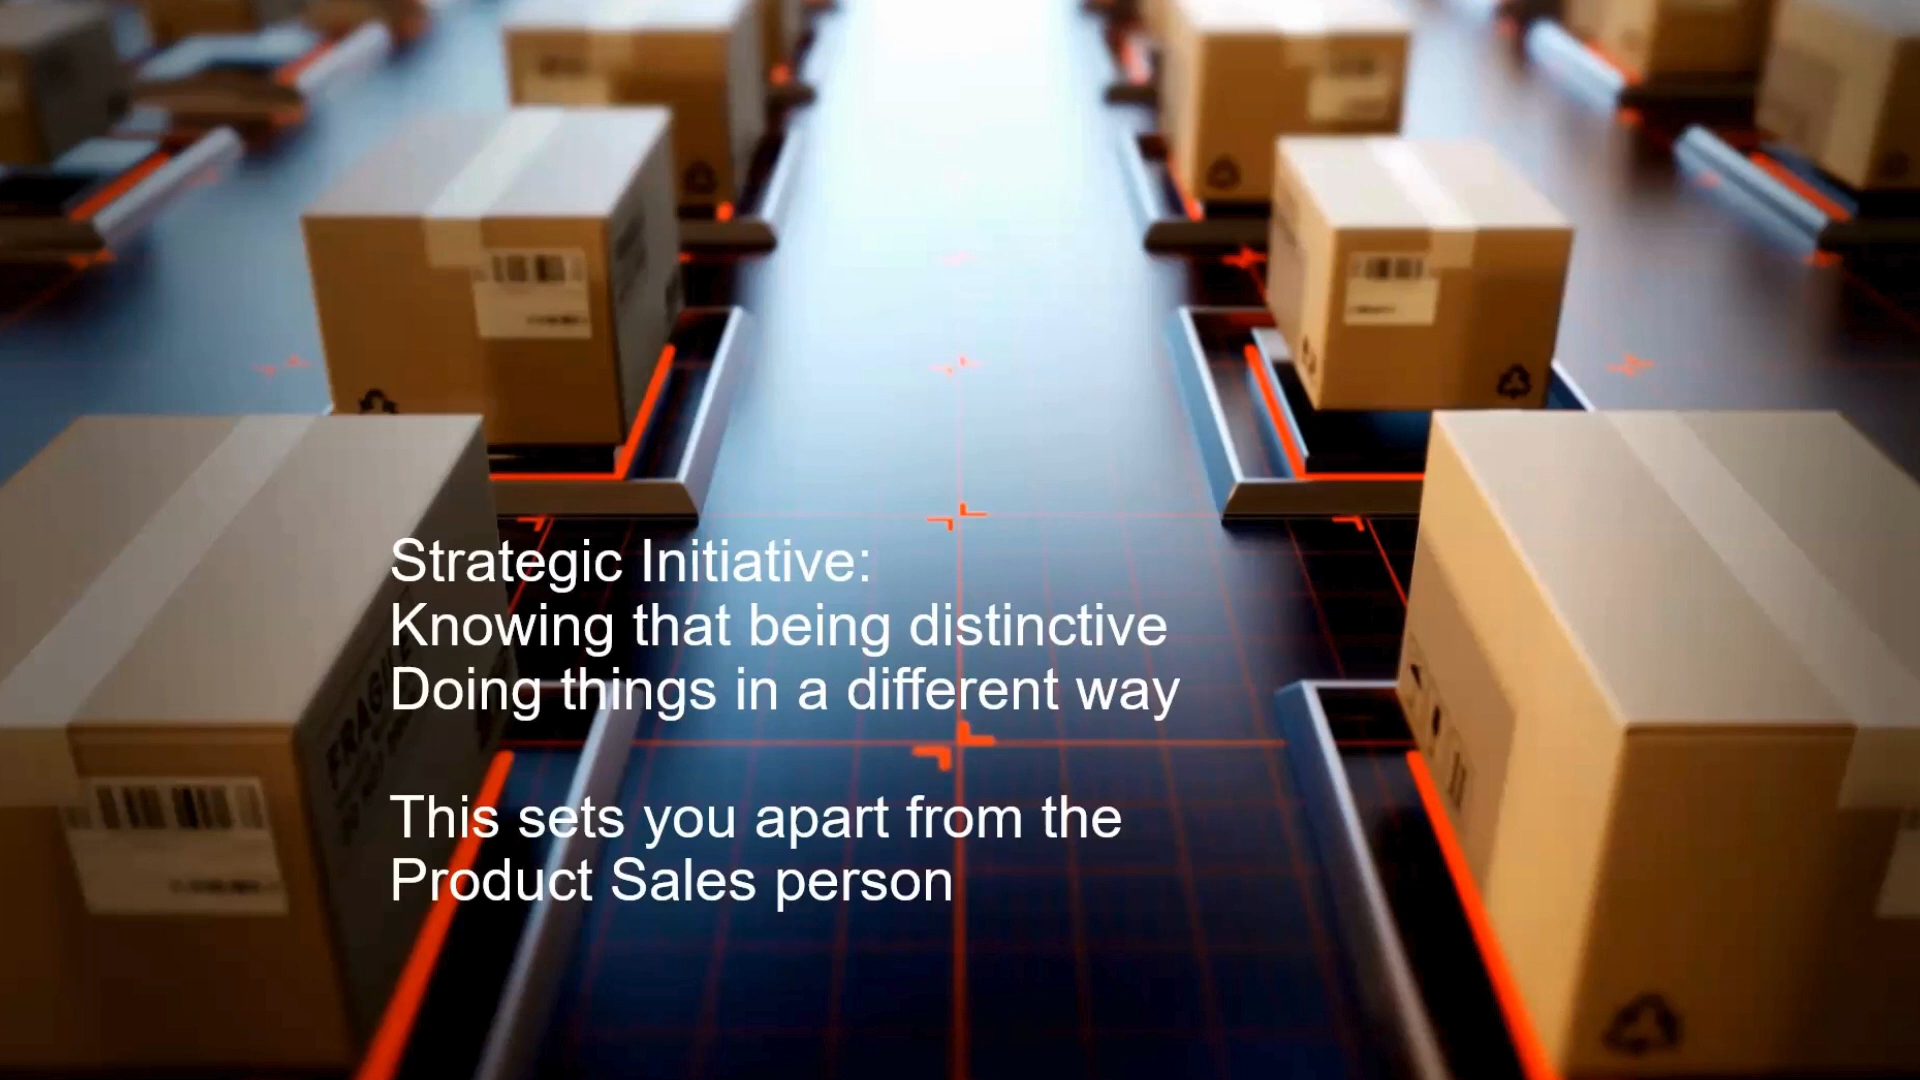 Strategic Initiative:
Knowing that being distinctive
Doing things in a different way
This sets you apart from the
Product Sales person
FRAGILE